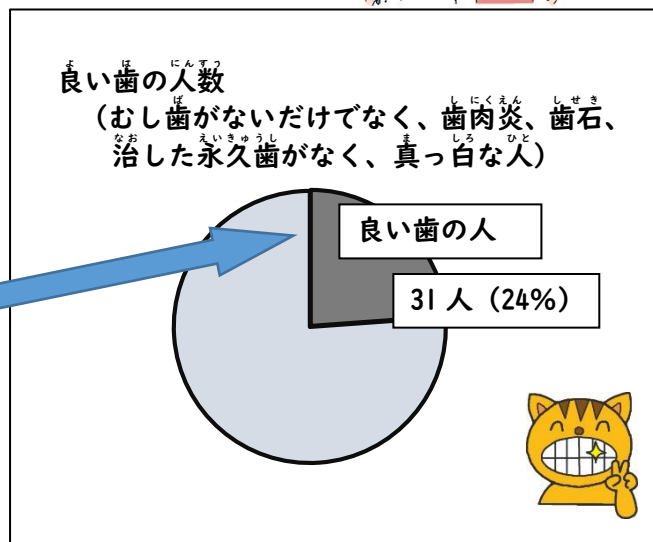 良い歯の人数
(むし歯がないだけでなく、歯肉炎、歯石、
治した永久歯がなく、真っ白な人)
良い歯の人
31人(24%)